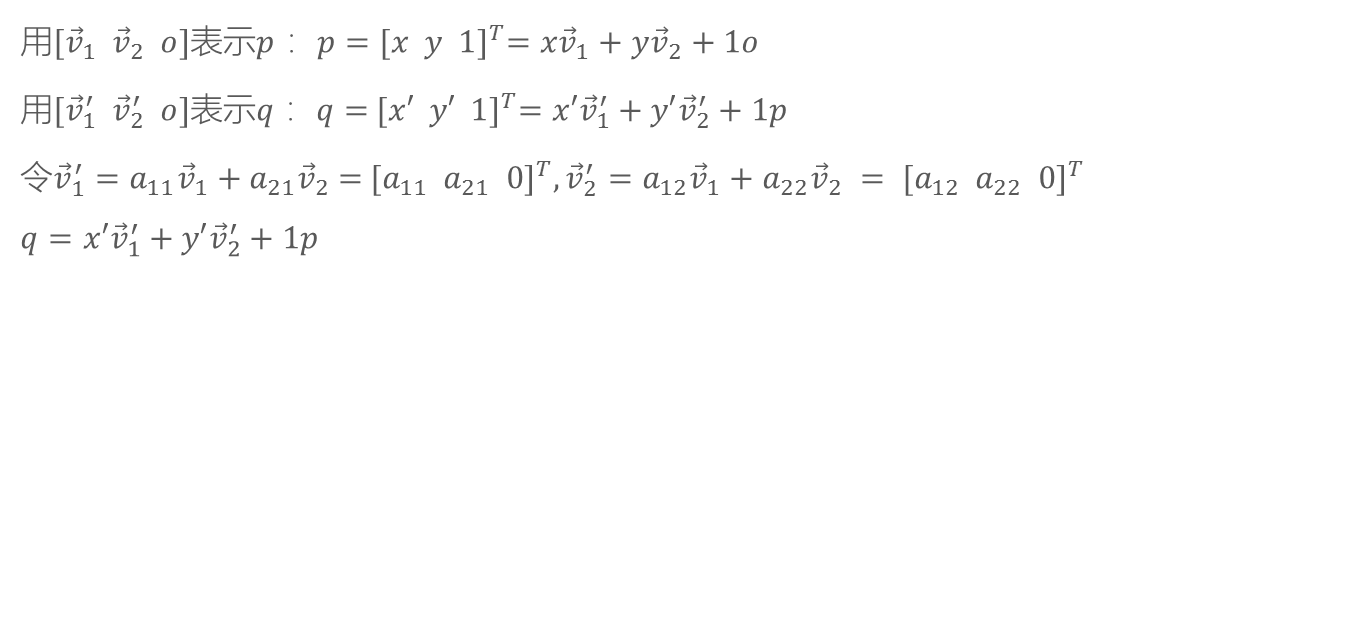 用[v⃗₁ v⃗₂ o]表示p： p = [x y 1]ᵀ= xv⃗₁ + yv⃗₂ + 1o
用[v⃗₁′ v⃗₂′ o]表示q： q = [x′ y′ 1]ᵀ= x′v⃗₁′ + y′v⃗₂′ + 1p
令v⃗₁′ = a₁₁v⃗₁ + a₂₁v⃗₂ = [a₁₁ a₂₁ 0]ᵀ, v⃗₂′ = a₁₂v⃗₁ + a₂₂v⃗₂ = [a₁₂ a₂₂ 0]ᵀ
q = x′v⃗₁′ + y′v⃗₂′ + 1p